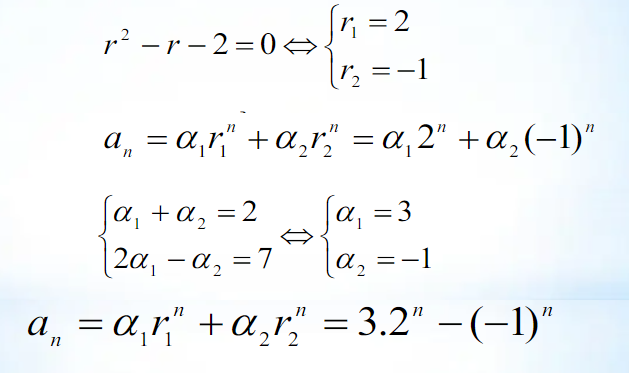 r² − r − 2 = 0 ⇔ { r₁ = 2
r₂ = −1
aₙ = α₁r₁ⁿ + α₂r₂ⁿ = α₁2ⁿ + α₂(−1)ⁿ
{ α₁ + α₂ = 2 ⇔ { α₁ = 3
2α₁ − α₂ = 7 α₂ = −1
aₙ = α₁r₁ⁿ + α₂r₂ⁿ = 3.2ⁿ − (−1)ⁿ